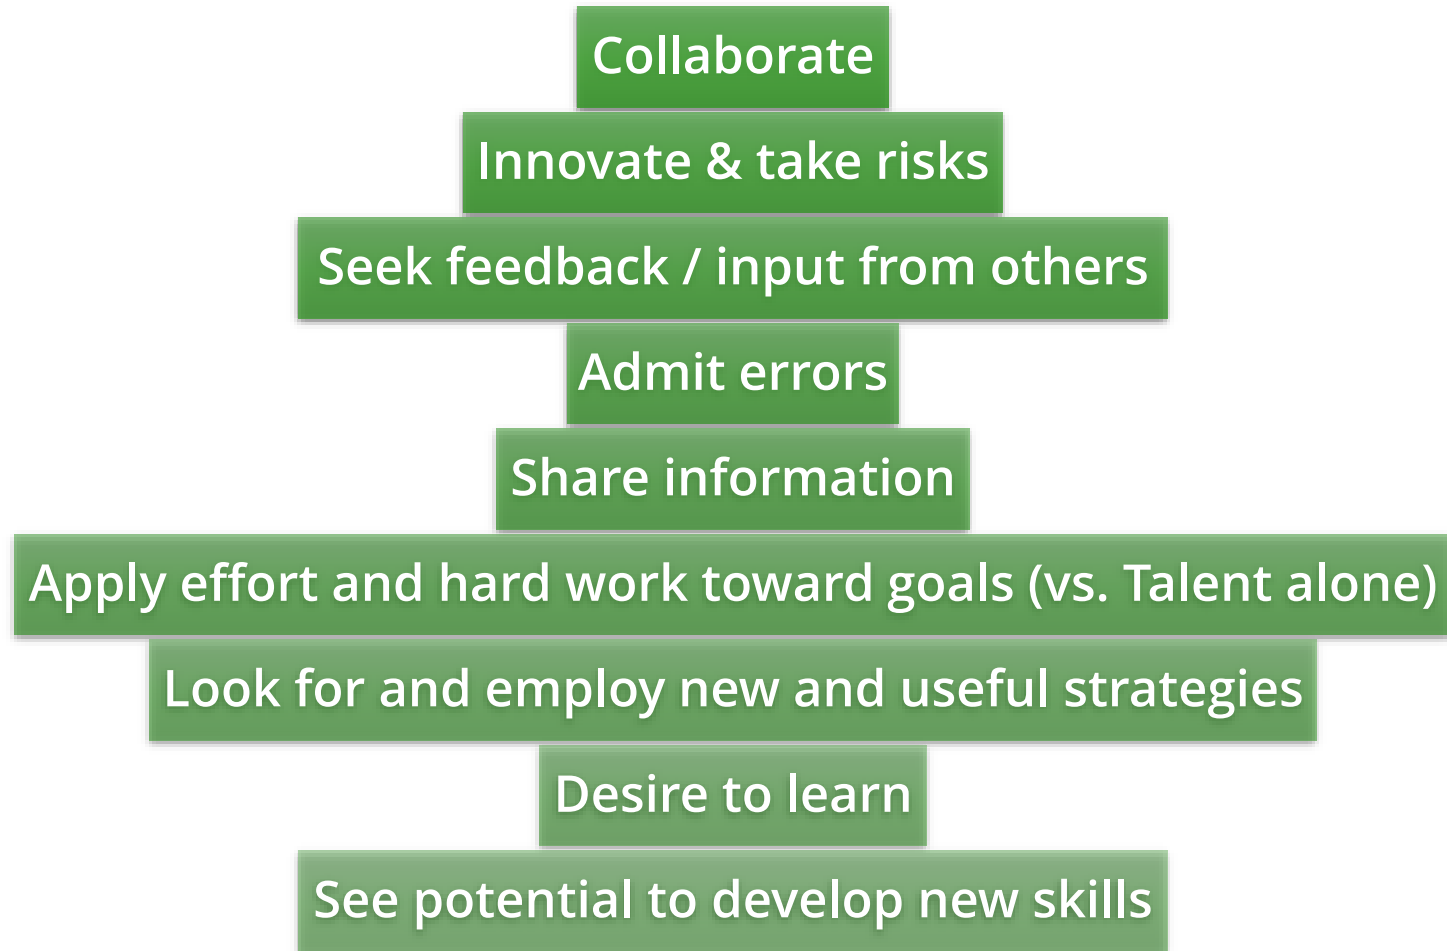 Collaborate
Innovate & take risks
Seek feedback / input from others
Admit errors
Share information
Apply effort and hard work toward goals (vs. Talent alone)
Look for and employ new and useful strategies
Desire to learn
See potential to develop new skills